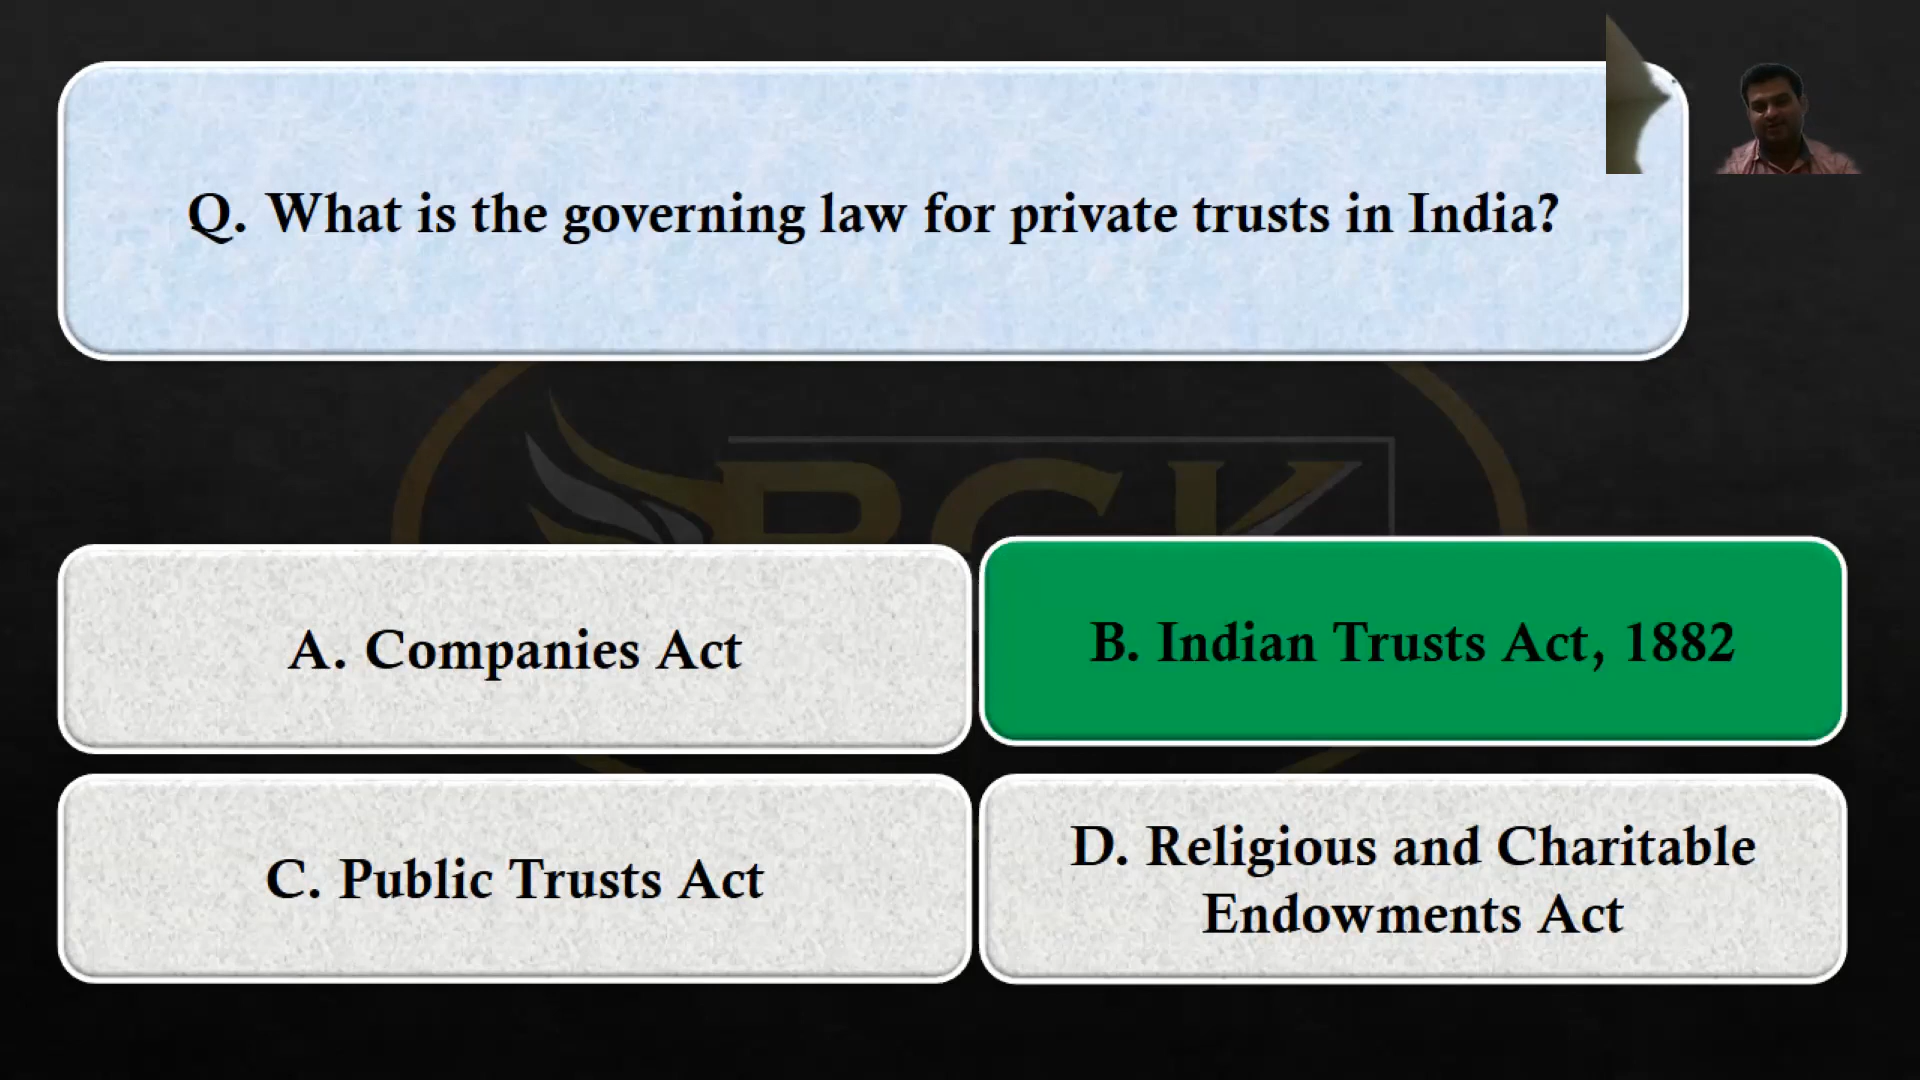 Q. What is the governing law for private trusts in India?
A. Companies Act
B. Indian Trusts Act, 1882
C. Public Trusts Act
D. Religious and Charitable
Endowments Act